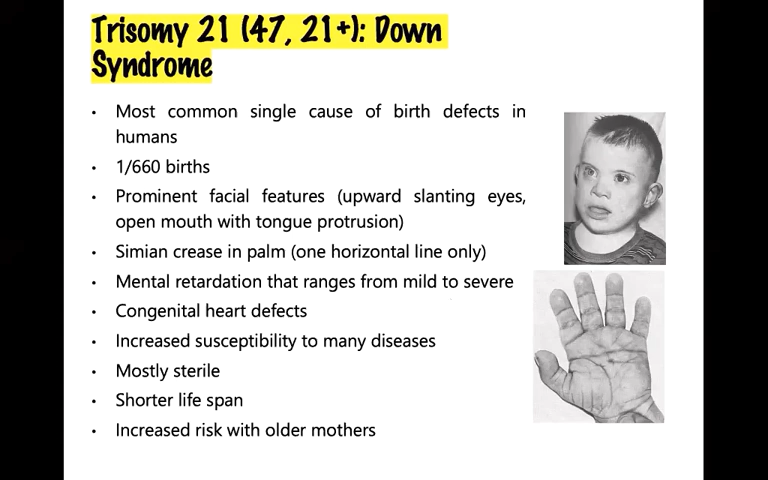 Trisomy 21 (47, 21+): Down
Syndrome
• Most common single cause of birth defects in
humans
• 1/660 births
• Prominent facial features (upward slanting eyes,
open mouth with tongue protrusion)
• Simian crease in palm (one horizontal line only)
• Mental retardation that ranges from mild to severe
• Congenital heart defects
• Increased susceptibility to many diseases
• Mostly sterile
• Shorter life span
• Increased risk with older mothers